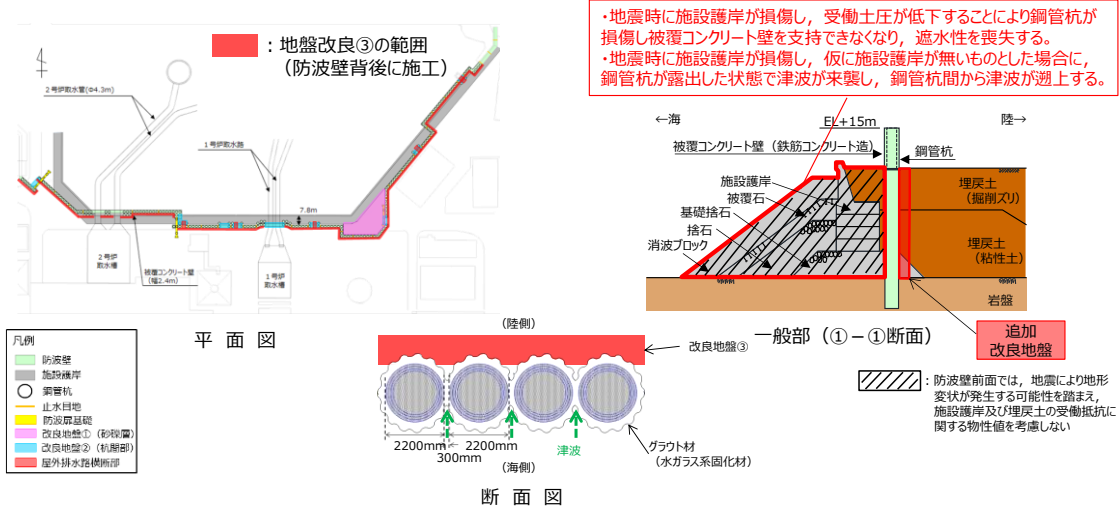 ・地震時に施設護岸が損傷し，受働土圧が低下することにより鋼管杭が
損傷し被覆コンクリート壁を支持できなくなり，遮水性を喪失する。
・地震時に施設護岸が損傷し，仮に施設護岸が無いものとした場合に，
鋼管杭が露出した状態で津波が来襲し，鋼管杭間から津波が遡上する。
：地盤改良③の範囲
（防波壁背後に施工）
2号炉取水管(Φ4.3m)
1号炉取水路
7.8m
2号炉
取水槽
被覆コンクリート壁
(幅2.4m)
1号炉
取水槽
平 面 図
←海
陸→
EL+15m
被覆コンクリート壁（鉄筋コンクリート造）
鋼管杭
施設護岸
被覆石
基礎捨石
捨石
消波ブロック
埋戻土
（掘削ズリ）
埋戻土
（粘性土）
岩盤
一般部（①－①断面）
追加
改良地盤
：防波壁前面では，地震により地形
変状が発生する可能性を踏まえ，
施設護岸及び埋戻土の受働抵抗に
関する物性値を考慮しない
凡例
防波壁
施設護岸
鋼管杭
止水目地
防波扉基礎
改良地盤①（砂礫層）
改良地盤②（杭間部）
屋外排水路横断部
（陸側）
改良地盤③
2200mm
2200mm
300mm
津波
グラウト材
（水ガラス系固化材）
（海側）
断 面 図